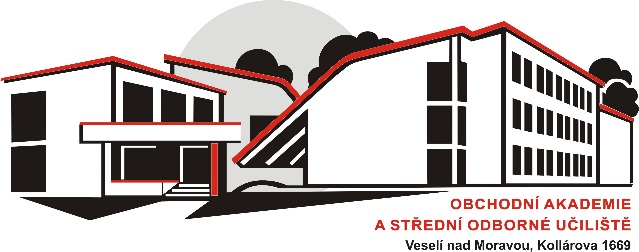 OBCHODNÍ AKADEMIE
A STŘEDNÍ ODBORNÉ UČILIŠTĚ
Veselí nad Moravou, Kollárova 1669